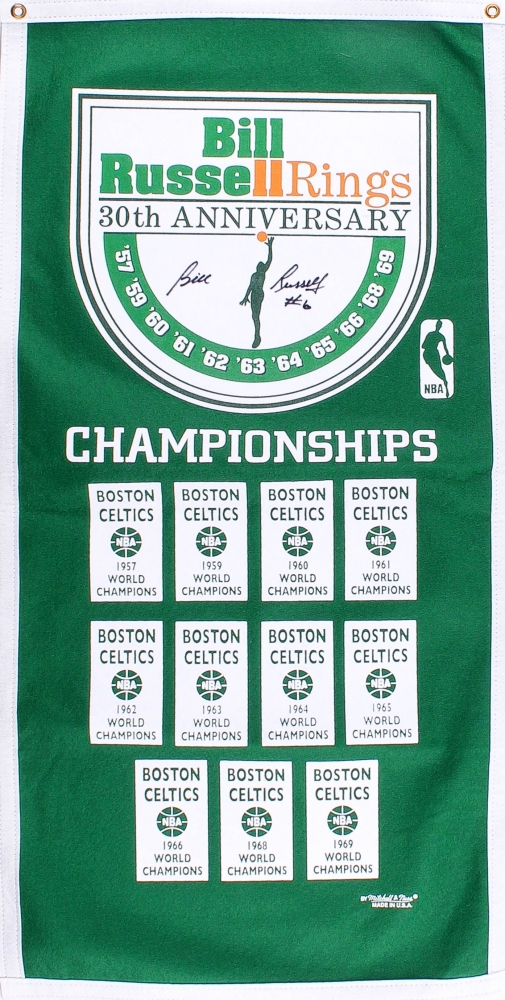 Bill
RussellRings
30th ANNIVERSARY
'57 '59 '60 '61 '62 '63 '64 '65 '66 '68 '69
Bill Russell
#6
NBA
CHAMPIONSHIPS
BOSTON CELTICS NBA 1957 WORLD CHAMPIONS
BOSTON CELTICS NBA 1959 WORLD CHAMPIONS
BOSTON CELTICS NBA 1960 WORLD CHAMPIONS
BOSTON CELTICS NBA 1961 WORLD CHAMPIONS
BOSTON CELTICS NBA 1962 WORLD CHAMPIONS
BOSTON CELTICS NBA 1963 WORLD CHAMPIONS
BOSTON CELTICS NBA 1964 WORLD CHAMPIONS
BOSTON CELTICS NBA 1965 WORLD CHAMPIONS
BOSTON CELTICS NBA 1966 WORLD CHAMPIONS
BOSTON CELTICS NBA 1968 WORLD CHAMPIONS
BOSTON CELTICS NBA 1969 WORLD CHAMPIONS
BY Mitchell & Ness
MADE IN U.S.A.